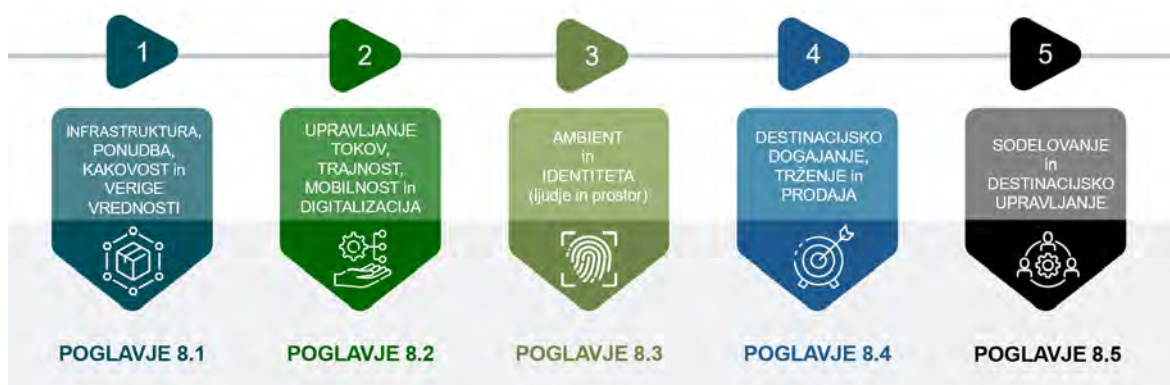 1
2
3
4
5
INFRASTRUKTURA,
PONUDBA,
KAKOVOST in
VERIGE
VREDNOSTI
UPRAVLJANJE
TOKOV,
TRAJNOST,
MOBILNOST in
DIGITALIZACIJA
AMBIENT
in
IDENTITETA
(ljudje in prostor)
DESTINACIJSKO
DOGAJANJE,
TRŽENJE in
PRODAJA
SODELOVANJE
in
DESTINACIJSKO
UPRAVLJANJE
POGLAVJE 8.1
POGLAVJE 8.2
POGLAVJE 8.3
POGLAVJE 8.4
POGLAVJE 8.5